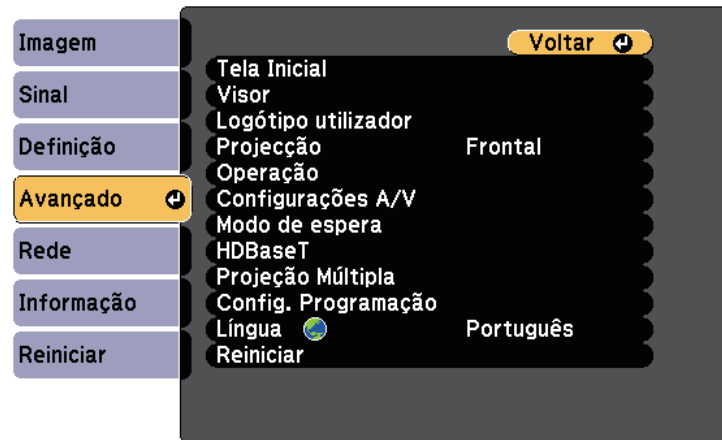 Imagem
Sinal
Definição
Avançado
Rede
Informação
Reiniciar
Voltar
Tela Inicial
Visor
Logótipo utilizador
Projecção Frontal
Operação
Configurações A/V
Modo de espera
HDBaseT
Projeção Múltipla
Config. Programação
Língua Português
Reiniciar